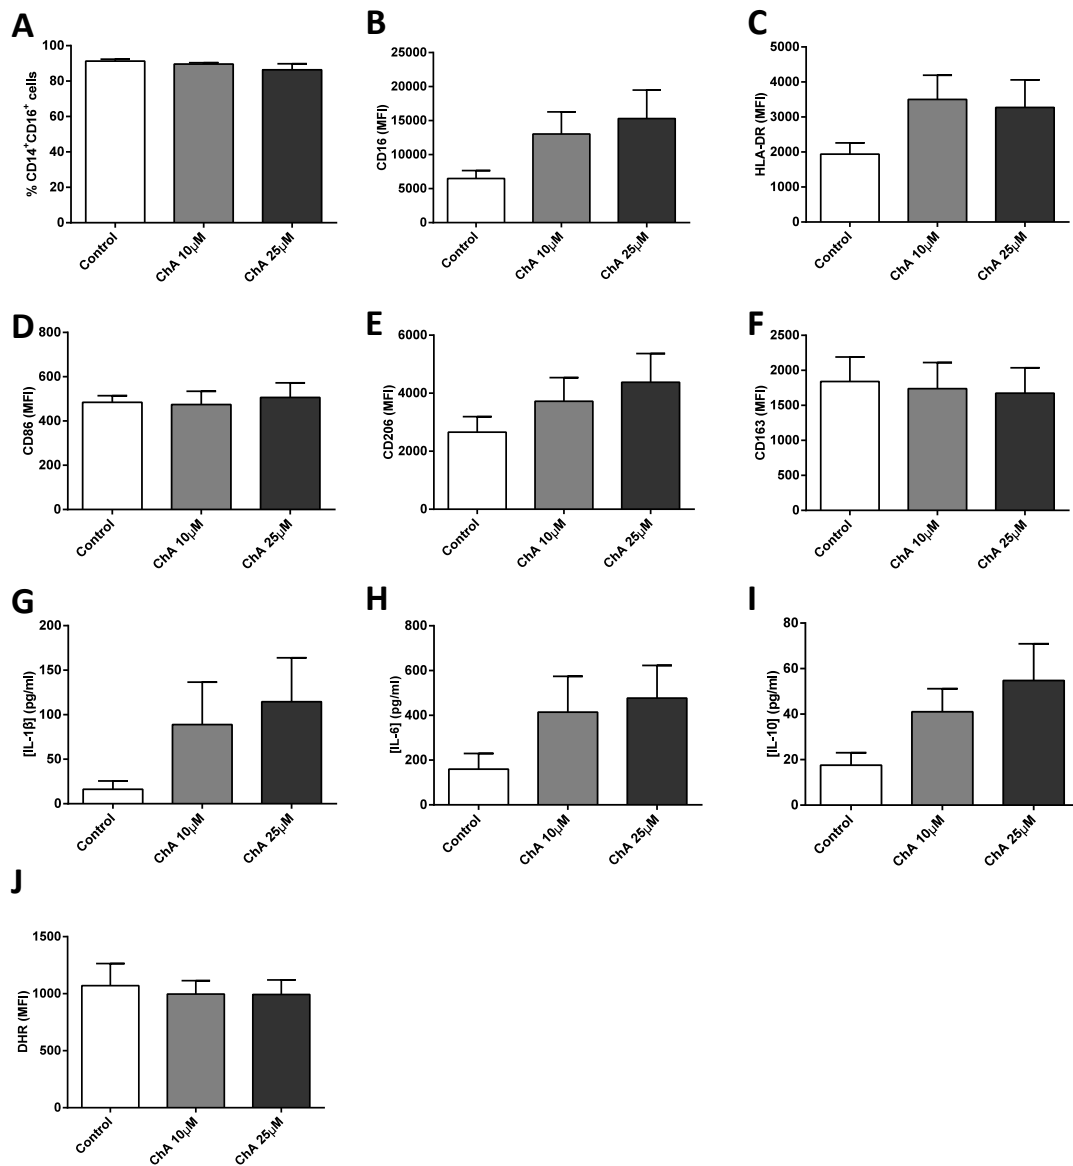 A
% CD14+CD16+ cells
100
80
60
40
20
0
Control
ChA 10μM
ChA 25μM
B
CD16 (MFI)
25000
20000
15000
10000
5000
0
Control
ChA 10μM
ChA 25μM
C
HLA-DR (MFI)
5000
4000
3000
2000
1000
0
Control
ChA 10μM
ChA 25μM
D
CD86 (MFI)
800
600
400
200
0
Control
ChA 10μM
ChA 25μM
E
CD206 (MFI)
6000
4000
2000
0
Control
ChA 10μM
ChA 25μM
F
CD163 (MFI)
2500
2000
1500
1000
500
0
Control
ChA 10μM
ChA 25μM
G
[IL-1β] (pg/ml)
200
150
100
50
0
Control
ChA 10μM
ChA 25μM
H
[IL-6] (pg/ml)
800
600
400
200
0
Control
ChA 10μM
ChA 25μM
I
[IL-10] (pg/ml)
80
60
40
20
0
Control
ChA 10μM
ChA 25μM
J
DHR (MFI)
1500
1000
500
0
Control
ChA 10μM
ChA 25μM